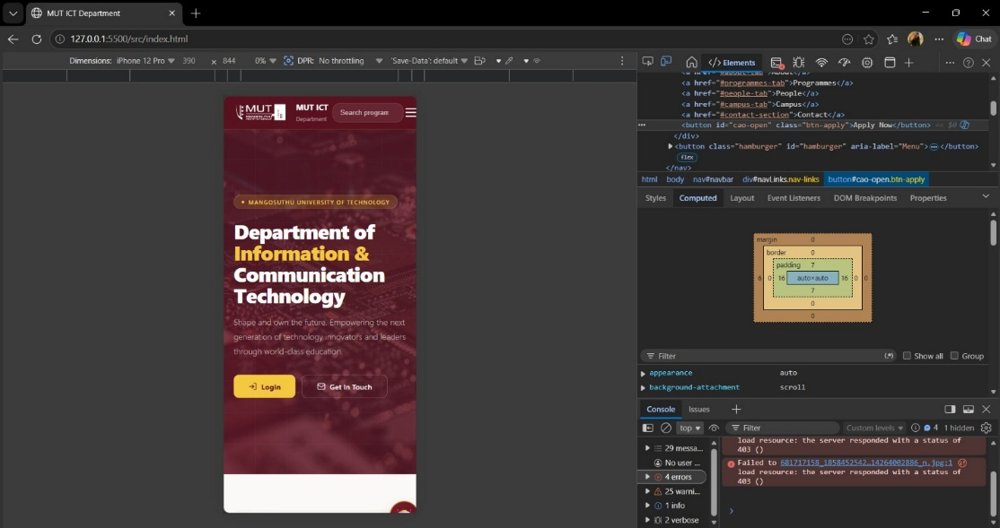 MUT ICT Department
127.0.0.1:5500/src/index.html
Chat
Dimensions: iPhone 12 Pro 390 x 844 0% DPR: No throttling 'Save-Data': default
MUT
MUT ICT
Department
Search program
• MANGOSUTHU UNIVERSITY OF TECHNOLOGY
Department of
Information &
Communication
Technology
Shape and own the future. Empowering the next
generation of technology innovators and leaders
through world-class education.
Login
Get In Touch
Elements
<a href="#about-tab">About</a>
<a href="#programmes-tab">Programmes</a>
<a href="#people-tab">People</a>
<a href="#campus-tab">Campus</a>
<a href="#contact-section">Contact</a>
<button id="cao-open" class="btn-apply">Apply Now</button> == $0
</div>
<button class="hamburger" id="hamburger" aria-label="Menu"> </button>
flex
</nav>
html body nav#navbar div#navLinks.nav-links button#cao-open.btn-apply
Styles Computed Layout Event Listeners DOM Breakpoints Properties
margin 0
border 0
padding 7
6 0 16 auto×auto 16 0 0
7
0
0
Filter Show all Group
appearance auto
background-attachment scroll
Console Issues
top Filter Custom levels 4 1 hidden
29 messa...
No user ...
4 errors
25 warni...
1 info
2 verbose
load resource: the server responded with a status of
403 ()
Failed to 681717158_1858452542…14264002886_n.jpg:1
load resource: the server responded with a status of
403 ()